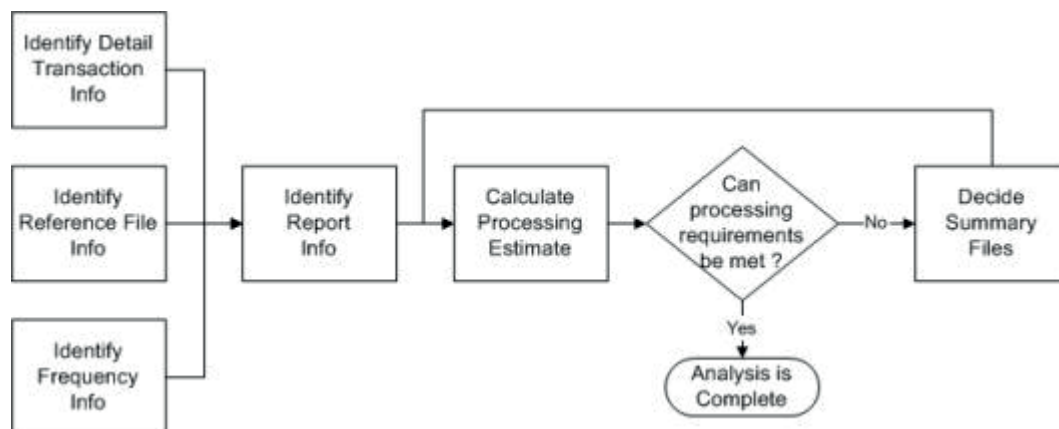 Identify Detail
Transaction
Info
Identify
Reference File
Info
Identify
Frequency
Info
Identify
Report
Info
Calculate
Processing
Estimate
Can
processing
requirements
be met ?
No
Decide
Summary
Files
Yes
Analysis is
Complete